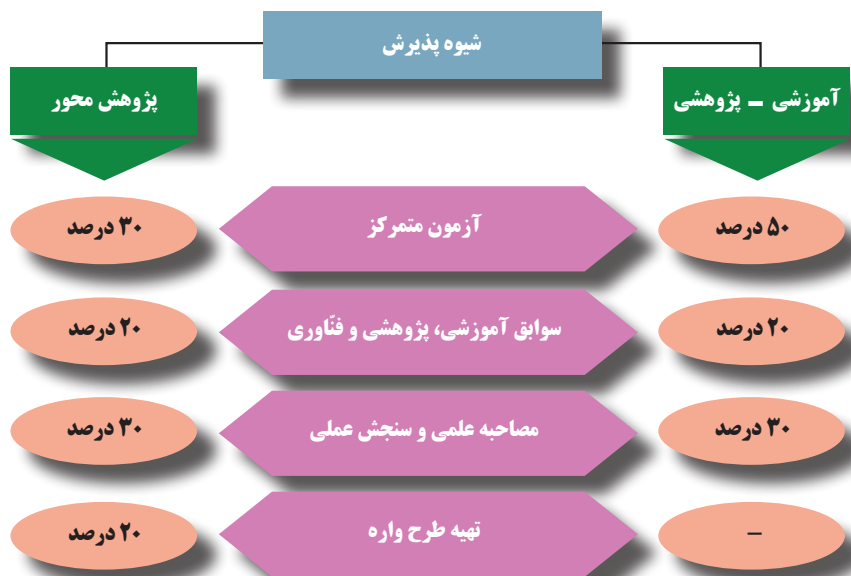 شیوه پذیرش
آموزشی ــ پژوهشی
پژوهش محور
۵۰ درصد
آزمون متمرکز
۳۰ درصد
۲۰ درصد
سوابق آموزشی، پژوهشی و فنّاوری
۲۰ درصد
۳۰ درصد
مصاحبه علمی و سنجش عملی
۳۰ درصد
–
تهیه طرح واره
۲۰ درصد